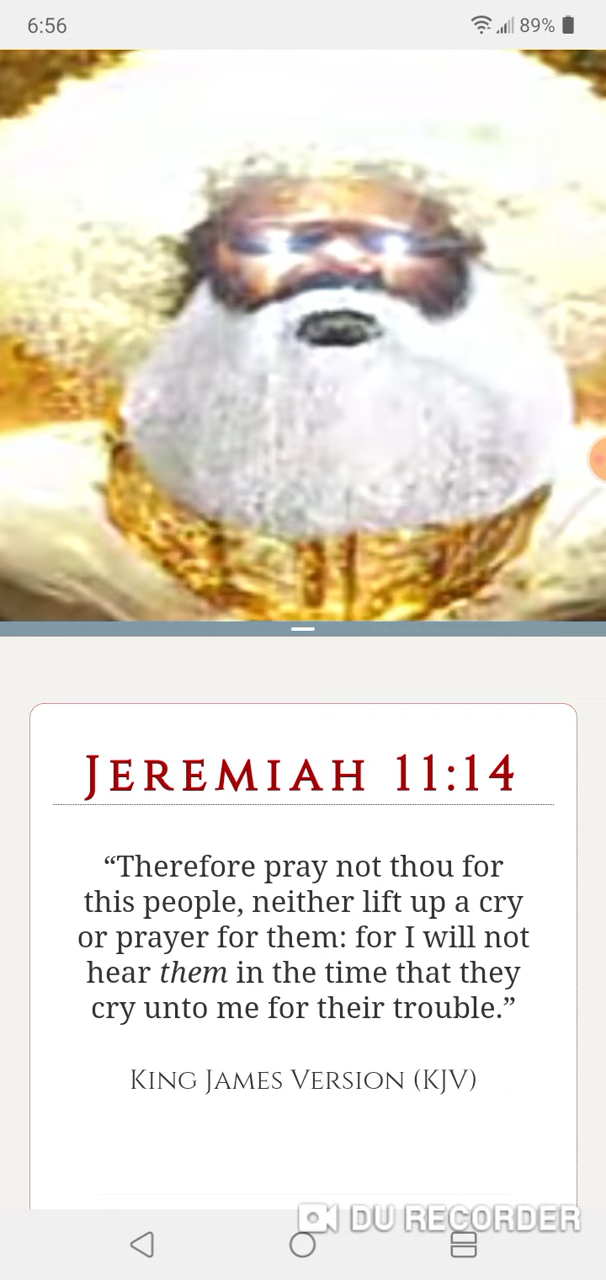 6:56
89%
JEREMIAH 11:14
“Therefore pray not thou for
this people, neither lift up a cry
or prayer for them: for I will not
hear them in the time that they
cry unto me for their trouble.”
KING JAMES VERSION (KJV)
DU RECORDER